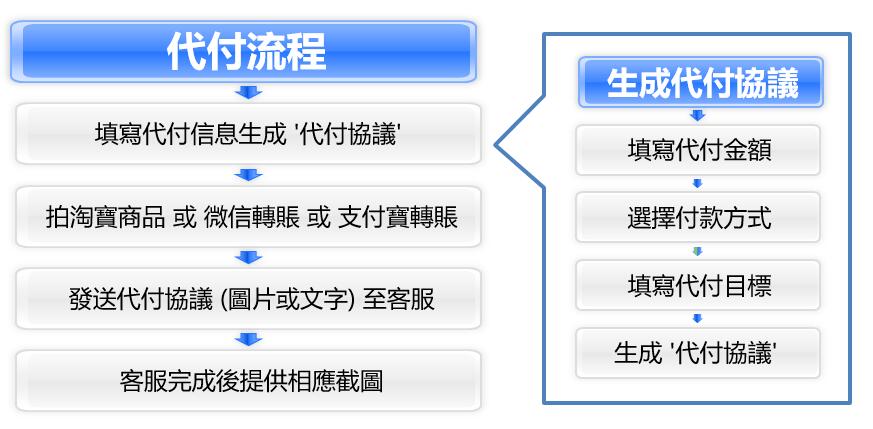 代付流程
填寫代付信息生成 '代付協議'
拍淘寶商品 或 微信轉賬 或 支付寶轉賬
發送代付協議 (圖片或文字) 至客服
客服完成後提供相應截圖
生成代付協議
填寫代付金額
選擇付款方式
填寫代付目標
生成 '代付協議'